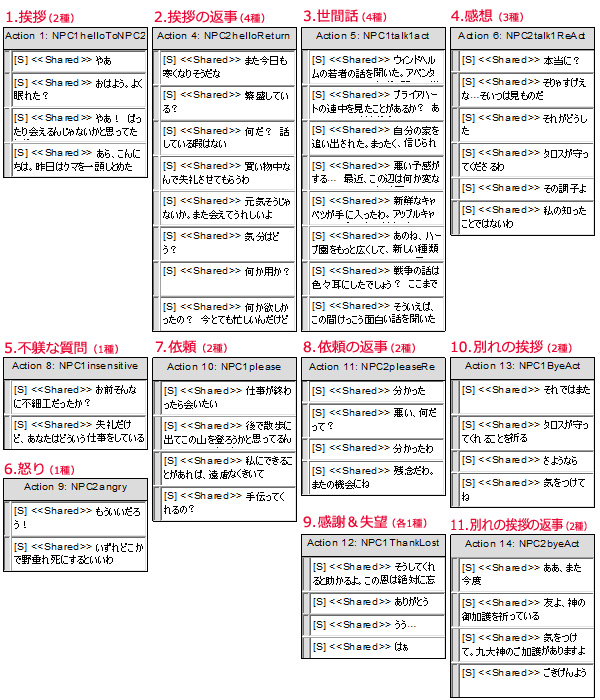 1.挨拶(2種)
Action 1: NPC1helloToNPC2
[S] <<Shared>> やあ
[S] <<Shared>> おはよう。よく
眠れた？
[S] <<Shared>> やあ！ ばっ
たり会えるんじゃないかと思ってた
[S] <<Shared>> あら、こんに
ちは。昨日はクマを一頭しとめた
2.挨拶の返事(4種)
Action 4: NPC2helloReturn
[S] <<Shared>> また今日も
寒くなりそうだな
[S] <<Shared>> 繁盛してい
る？
[S] <<Shared>> 何だ？ 話
している暇はない
[S] <<Shared>> 買い物中な
んで失礼させてもらうわ
[S] <<Shared>> 元気そうじゃ
ないか。また会えてうれしいよ
[S] <<Shared>> 気分はど
う？
[S] <<Shared>> 何か用か？
[S] <<Shared>> 何か欲しか
ったの？ 今とても忙しいんだけど
3.世間話(4種)
Action 5: NPC1talk1act
[S] <<Shared>> ウィンドヘル
ムの若者の話を聞いた。アベンタ
[S] <<Shared>> ブライアハー
トの連中を見たことがあるか？ あ
[S] <<Shared>> 自分の家を
追い出された。まったく、信じられ
[S] <<Shared>> 悪い予感が
する… 最近、この辺は何か変な
[S] <<Shared>> 新鮮なキャ
ベツが手に入ったわ。アップルキャ
[S] <<Shared>> あのね、ハー
ブ園をもっと広くして、新しい種類
[S] <<Shared>> 戦争の話は
色々耳にしたでしょう？ ここまで
[S] <<Shared>> そういえば、
この間けっこう面白い話を聞いた
4.感想(3種)
Action 6: NPC2talk1ReAct
[S] <<Shared>> 本当に？
[S] <<Shared>> そりゃすげえ
な…そいつは見ものだ
[S] <<Shared>> それがどうし
た
[S] <<Shared>> タロスが守っ
てくださるわ
[S] <<Shared>> その調子よ
[S] <<Shared>> 私の知った
ことではないわ
5.不躾な質問(1種)
Action 8: NPC1insensitive
[S] <<Shared>> お前そんな
に不細工だったか？
[S] <<Shared>> 失礼だけ
ど、あなたはどういう仕事をしている
6.怒り(1種)
Action 9: NPC2angry
[S] <<Shared>> もういいだろ
う！
[S] <<Shared>> いずれどこか
で野垂れ死にするといいわ
7.依頼(2種)
Action 10: NPC1please
[S] <<Shared>> 仕事が終わ
ったら会いたい
[S] <<Shared>> 後で散歩に
出てこの山を登ろうかと思ってるん
[S] <<Shared>> 私にできるこ
とがあれば、遠慮なくきいて
[S] <<Shared>> 手伝ってく
れるの？
8.依頼の返事(2種)
Action 11: NPC2pleaseRe
[S] <<Shared>> 分かった
[S] <<Shared>> 悪い、何だ
って？
[S] <<Shared>> 分かったわ
[S] <<Shared>> 残念だわ。
またの機会にね
9.感謝＆失望(各1種)
Action 12: NPC1ThankLost
[S] <<Shared>> そうしてくれ
ると助かるよ。この恩は絶対に忘
[S] <<Shared>> ありがとう
[S] <<Shared>> うう…
[S] <<Shared>> はぁ
10.別れの挨拶(2種)
Action 13: NPC1ByeAct
[S] <<Shared>> それではまた
[S] <<Shared>> タロスが守っ
てくれることを祈る
[S] <<Shared>> さようなら
[S] <<Shared>> 気をつけて
ね
11.別れの挨拶の返事(2種)
Action 14: NPC2byeAct
[S] <<Shared>> ああ、また
今度
[S] <<Shared>> 友よ、神の
御加護を祈っている
[S] <<Shared>> 気をつけ
て。九大神のご加護がありますよ
[S] <<Shared>> ごきげんよう